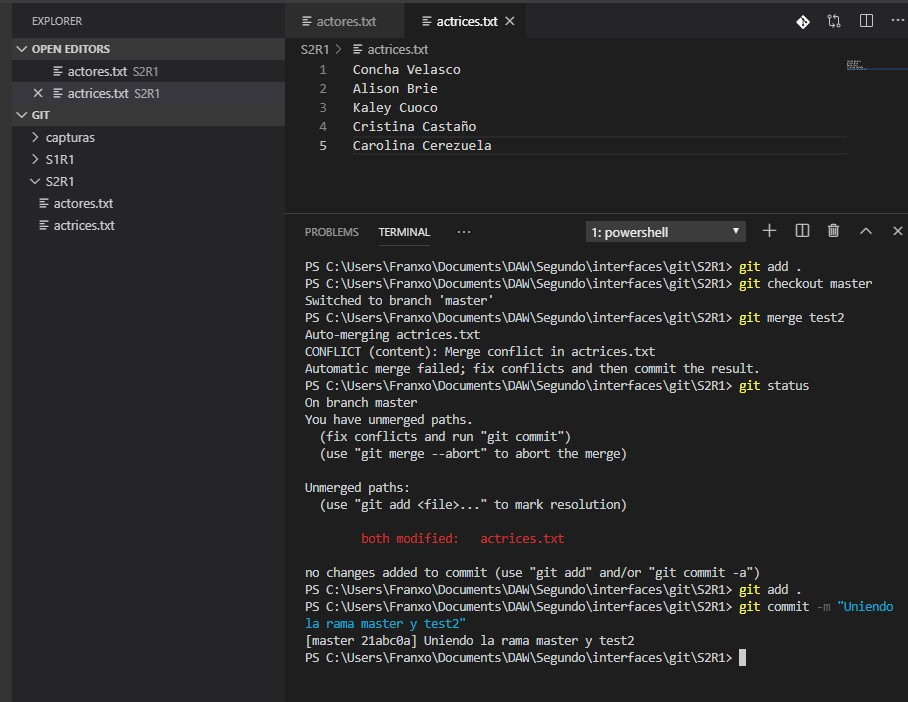 EXPLORER
OPEN EDITORS
actores.txt S2R1
actrices.txt S2R1
GIT
capturas
S1R1
S2R1
actores.txt
actrices.txt
actores.txt
actrices.txt
S2R1 > actrices.txt
1 Concha Velasco
2 Alison Brie
3 Kaley Cuoco
4 Cristina Castaño
5 Carolina Cerezuela
PROBLEMS TERMINAL ... 1: powershell
PS C:\Users\Franxo\Documents\DAW\Segundo\interfaces\git\S2R1> git add .
PS C:\Users\Franxo\Documents\DAW\Segundo\interfaces\git\S2R1> git checkout master
Switched to branch 'master'
PS C:\Users\Franxo\Documents\DAW\Segundo\interfaces\git\S2R1> git merge test2
Auto-merging actrices.txt
CONFLICT (content): Merge conflict in actrices.txt
Automatic merge failed; fix conflicts and then commit the result.
PS C:\Users\Franxo\Documents\DAW\Segundo\interfaces\git\S2R1> git status
On branch master
You have unmerged paths.
(fix conflicts and run "git commit")
(use "git merge --abort" to abort the merge)
Unmerged paths:
(use "git add <file>..." to mark resolution)
both modified: actrices.txt
no changes added to commit (use "git add" and/or "git commit -a")
PS C:\Users\Franxo\Documents\DAW\Segundo\interfaces\git\S2R1> git add .
PS C:\Users\Franxo\Documents\DAW\Segundo\interfaces\git\S2R1> git commit -m "Uniendo
la rama master y test2"
[master 21abc0a] Uniendo la rama master y test2
PS C:\Users\Franxo\Documents\DAW\Segundo\interfaces\git\S2R1>